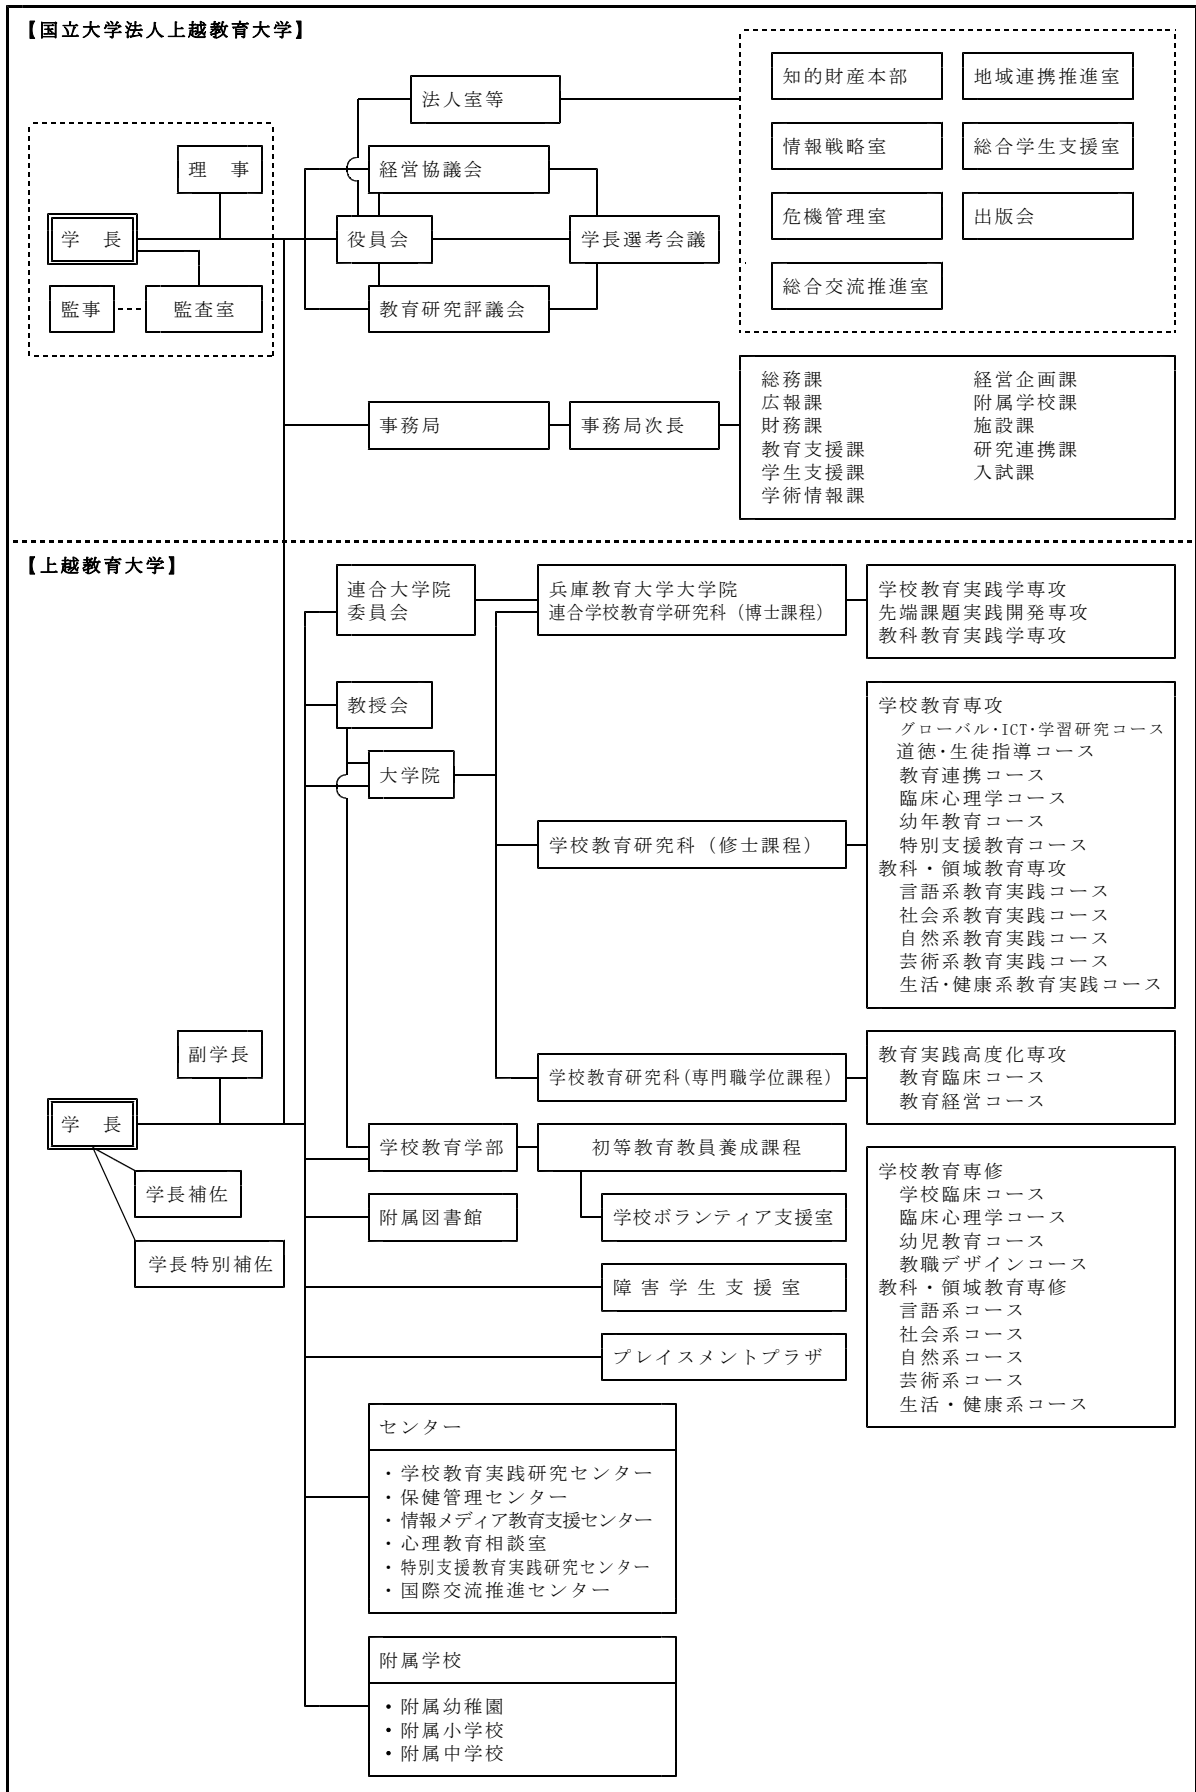 【国立大学法人上越教育大学】
法人室等
知的財産本部
地域連携推進室
情報戦略室
総合学生支援室
危機管理室
出版会
総合交流推進室
理　事
経営協議会
学　長
役員会
学長選考会議
監事
監査室
教育研究評議会
事務局
事務局次長
総務課
経営企画課
広報課
附属学校課
財務課
施設課
教育支援課
研究連携課
学生支援課
入試課
学術情報課
【上越教育大学】
連合大学院
委員会
兵庫教育大学大学院
連合学校教育学研究科（博士課程）
学校教育実践学専攻
先端課題実践開発専攻
教科教育実践学専攻
教授会
大学院
学校教育研究科（修士課程）
学校教育専攻
グローバル・ICT・学習研究コース
道徳・生徒指導コース
教育連携コース
臨床心理学コース
幼年教育コース
特別支援教育コース
教科・領域教育専攻
言語系教育実践コース
社会系教育実践コース
自然系教育実践コース
芸術系教育実践コース
生活・健康系教育実践コース
副学長
学校教育研究科(専門職学位課程)
教育実践高度化専攻
教育臨床コース
教育経営コース
学　長
学長補佐
学長特別補佐
学校教育学部
初等教育教員養成課程
附属図書館
学校ボランティア支援室
障害学生支援室
プレイスメントプラザ
学校教育専修
学校臨床コース
臨床心理学コース
幼児教育コース
教職デザインコース
教科・領域教育専修
言語系コース
社会系コース
自然系コース
芸術系コース
生活・健康系コース
センター
・学校教育実践研究センター
・保健管理センター
・情報メディア教育支援センター
・心理教育相談室
・特別支援教育実践研究センター
・国際交流推進センター
附属学校
・附属幼稚園
・附属小学校
・附属中学校